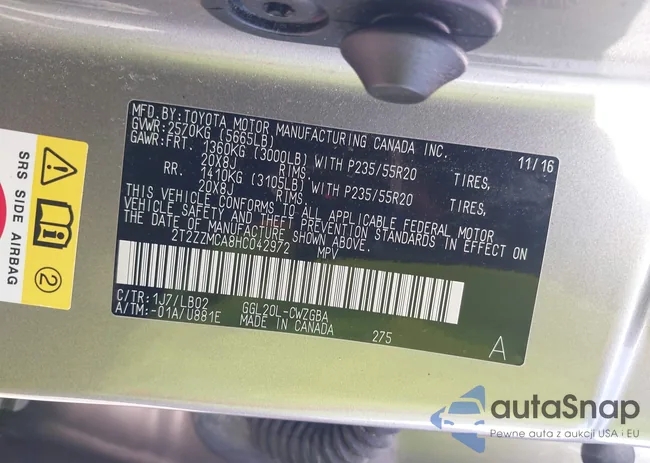 MFD.BY:TOYOTA MOTOR MANUFACTURING CANADA INC.
GVWR:2570KG (5665LB) 11/16
GAWR:FRT. 1360KG (3000LB) WITH P235/55R20 TIRES,
20X8J RIMS.
RR. 1410KG (3105LB) WITH P235/55R20 TIRES,
20X8J RIMS.
THIS VEHICLE CONFORMS TO ALL APPLICABLE FEDERAL MOTOR
VEHICLE SAFETY AND THEFT PREVENTION STANDARDS IN EFFECT ON
THE DATE OF MANUFACTURE SHOWN ABOVE.
2T2ZZMCA8HC042972 MPV
C/TR:1J7/LB02 GGL20L-CWZGBA
A/TM:-01A/U881E MADE IN CANADA 275
A
SRS SIDE AIRBAG
2
autaSnap
Pewne auta z aukcji USA i EU